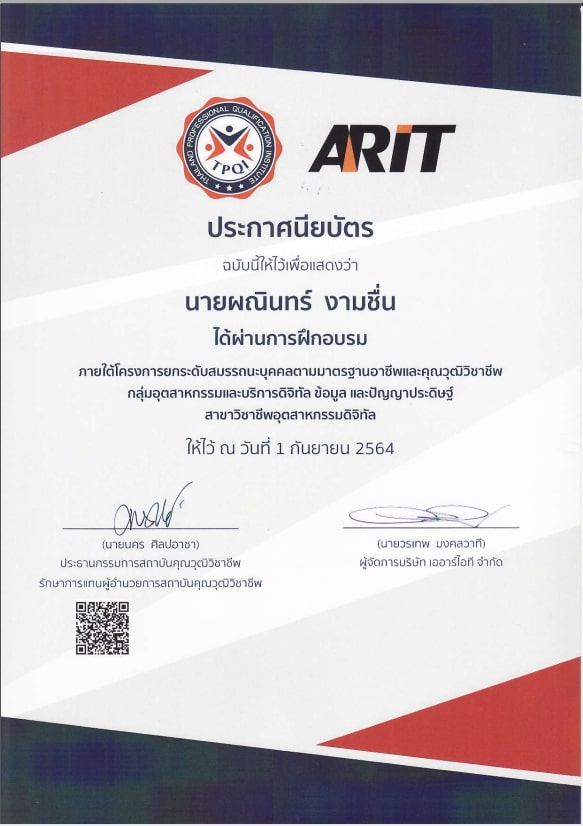 THAILAND PROFESSIONAL QUALIFICATION INSTITUTE
TPQI
ARIT
ประกาศนียบัตร
ฉบับนี้ให้ไว้เพื่อแสดงว่า
นายผณินทร์ งามชื่น
ได้ผ่านการฝึกอบรม
ภายใต้โครงการยกระดับสมรรถนะบุคคลตามมาตรฐานอาชีพและคุณวุฒิวิชาชีพ
กลุ่มอุตสาหกรรมและบริการดิจิทัล ข้อมูล และปัญญาประดิษฐ์
สาขาวิชาชีพอุตสาหกรรมดิจิทัล
ให้ไว้ ณ วันที่ 1 กันยายน 2564
(นายนคร ศิลปอาชา)
ประธานกรรมการสถาบันคุณวุฒิวิชาชีพ
รักษาการแทนผู้อำนวยการสถาบันคุณวุฒิวิชาชีพ
(นายวรเทพ มงคลวาที)
ผู้จัดการบริษัท เออาร์ไอที จำกัด